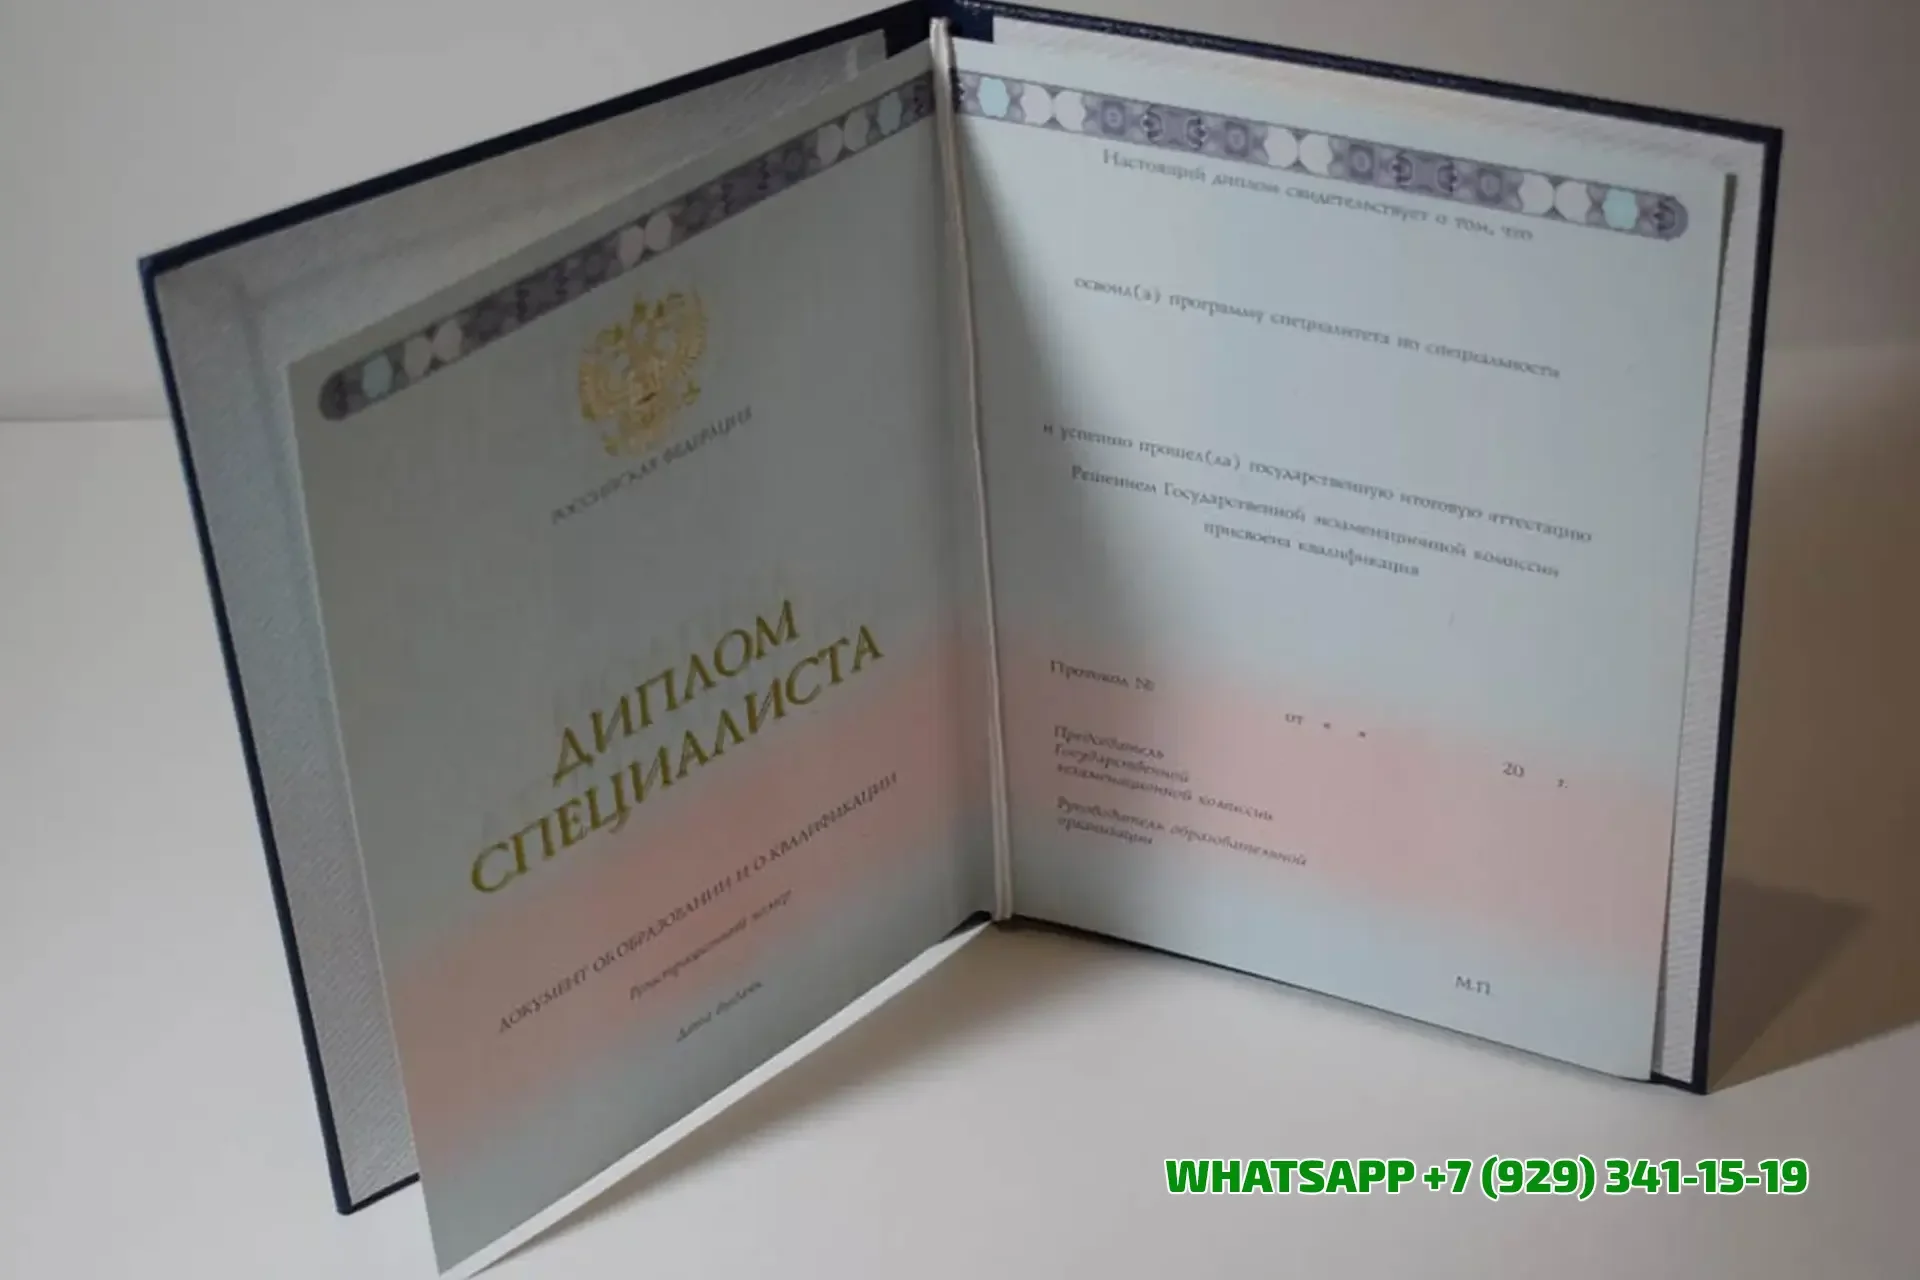 РОССИЙСКАЯ ФЕДЕРАЦИЯ
ДИПЛОМ
СПЕЦИАЛИСТА
ДОКУМЕНТ ОБ ОБРАЗОВАНИИ И О КВАЛИФИКАЦИИ
Регистрационный номер
Дата выдачи
Настоящий диплом свидетельствует о том, что
освоил(а) программу специалитета по специальности
и успешно прошел(ла) государственную итоговую аттестацию
Решением Государственной экзаменационной комиссии
присвоена квалификация
Протокол №
от « » 20 г.
Председатель
Государственной
экзаменационной комиссии
Руководитель образовательной
организации
М.П.
WHATSAPP +7 (929) 341-15-19